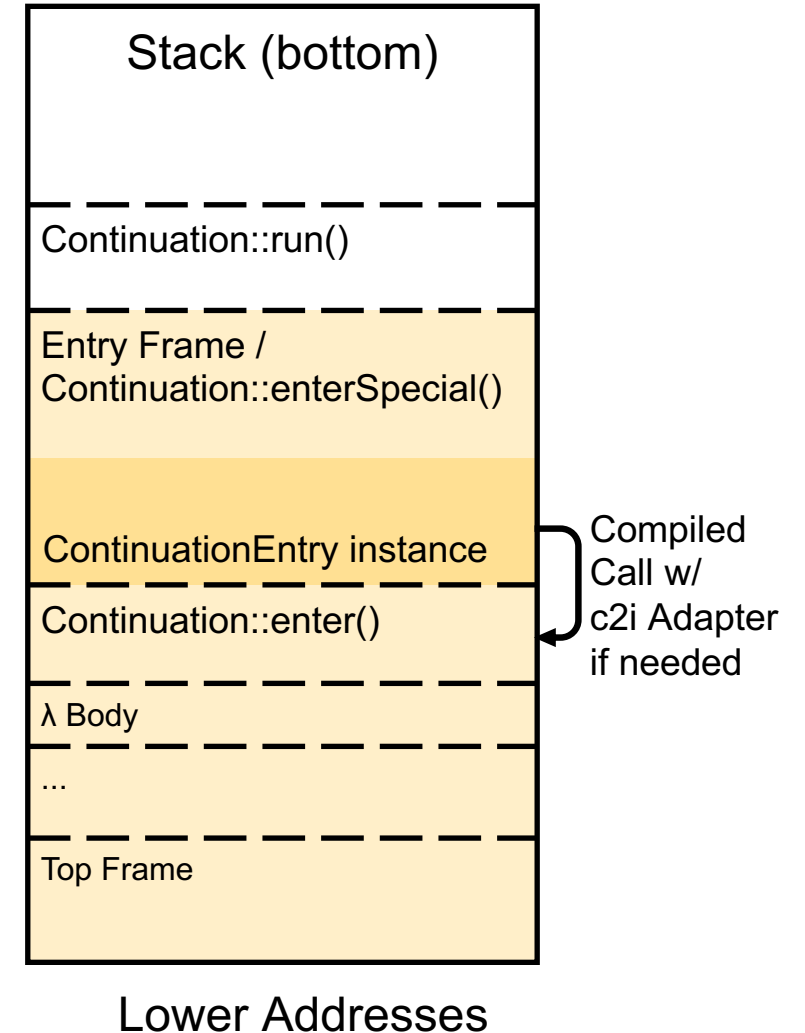 Stack (bottom)
Continuation::run()
Entry Frame /
Continuation::enterSpecial()
ContinuationEntry instance
Continuation::enter()
λ Body
...
Top Frame
Compiled
Call w/
c2i Adapter
if needed
Lower Addresses